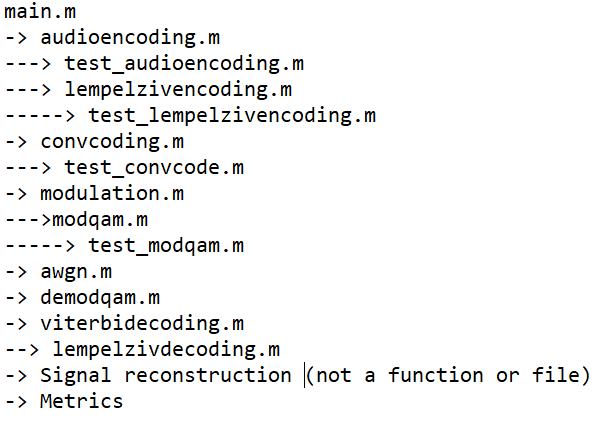 main.m
-> audioencoding.m
---> test_audioencoding.m
---> lempelzivencoding.m
-----> test_lempelzivencoding.m
-> convcoding.m
---> test_convcode.m
-> modulation.m
--->modqam.m
-----> test_modqam.m
-> awgn.m
-> demodqam.m
-> viterbidecoding.m
--> lempelzivdecoding.m
-> Signal reconstruction (not a function or file)
-> Metrics